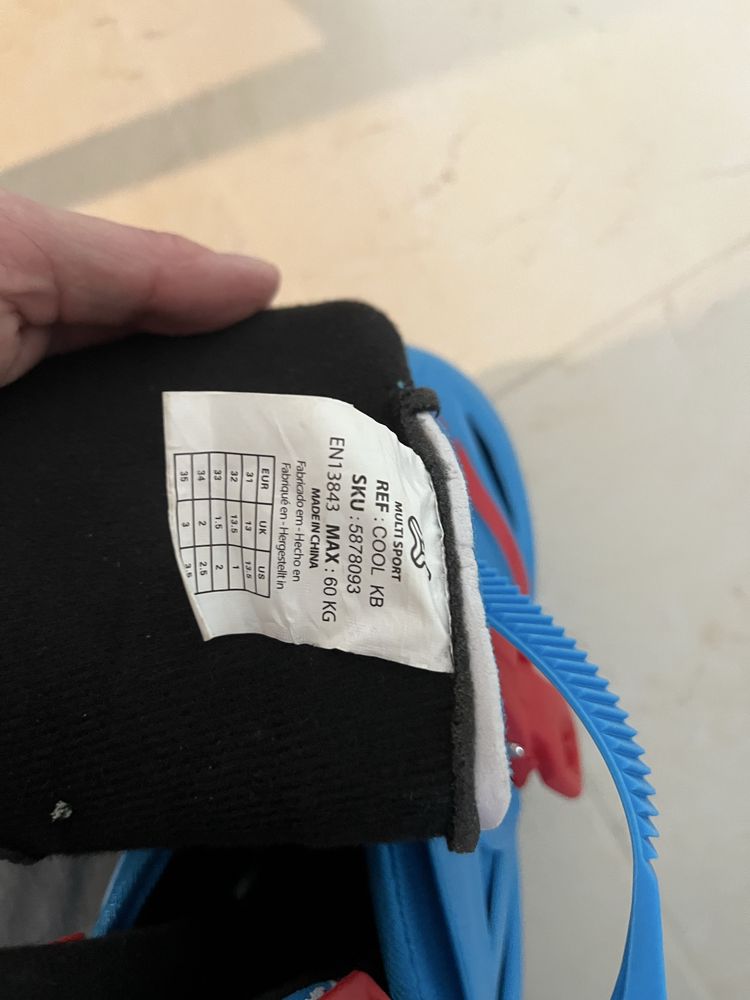 MULTI SPORT
REF : COOL KB
SKU : 5878093
EN13843 MAX : 60 KG
MADE IN CHINA
Fabricado em - Hecho en
Fabriqué en - Hergestellt in
EUR UK US
31 13 13.5
32 13.5 1
33 1.5 2
34 2 2.5
35 3 3.5